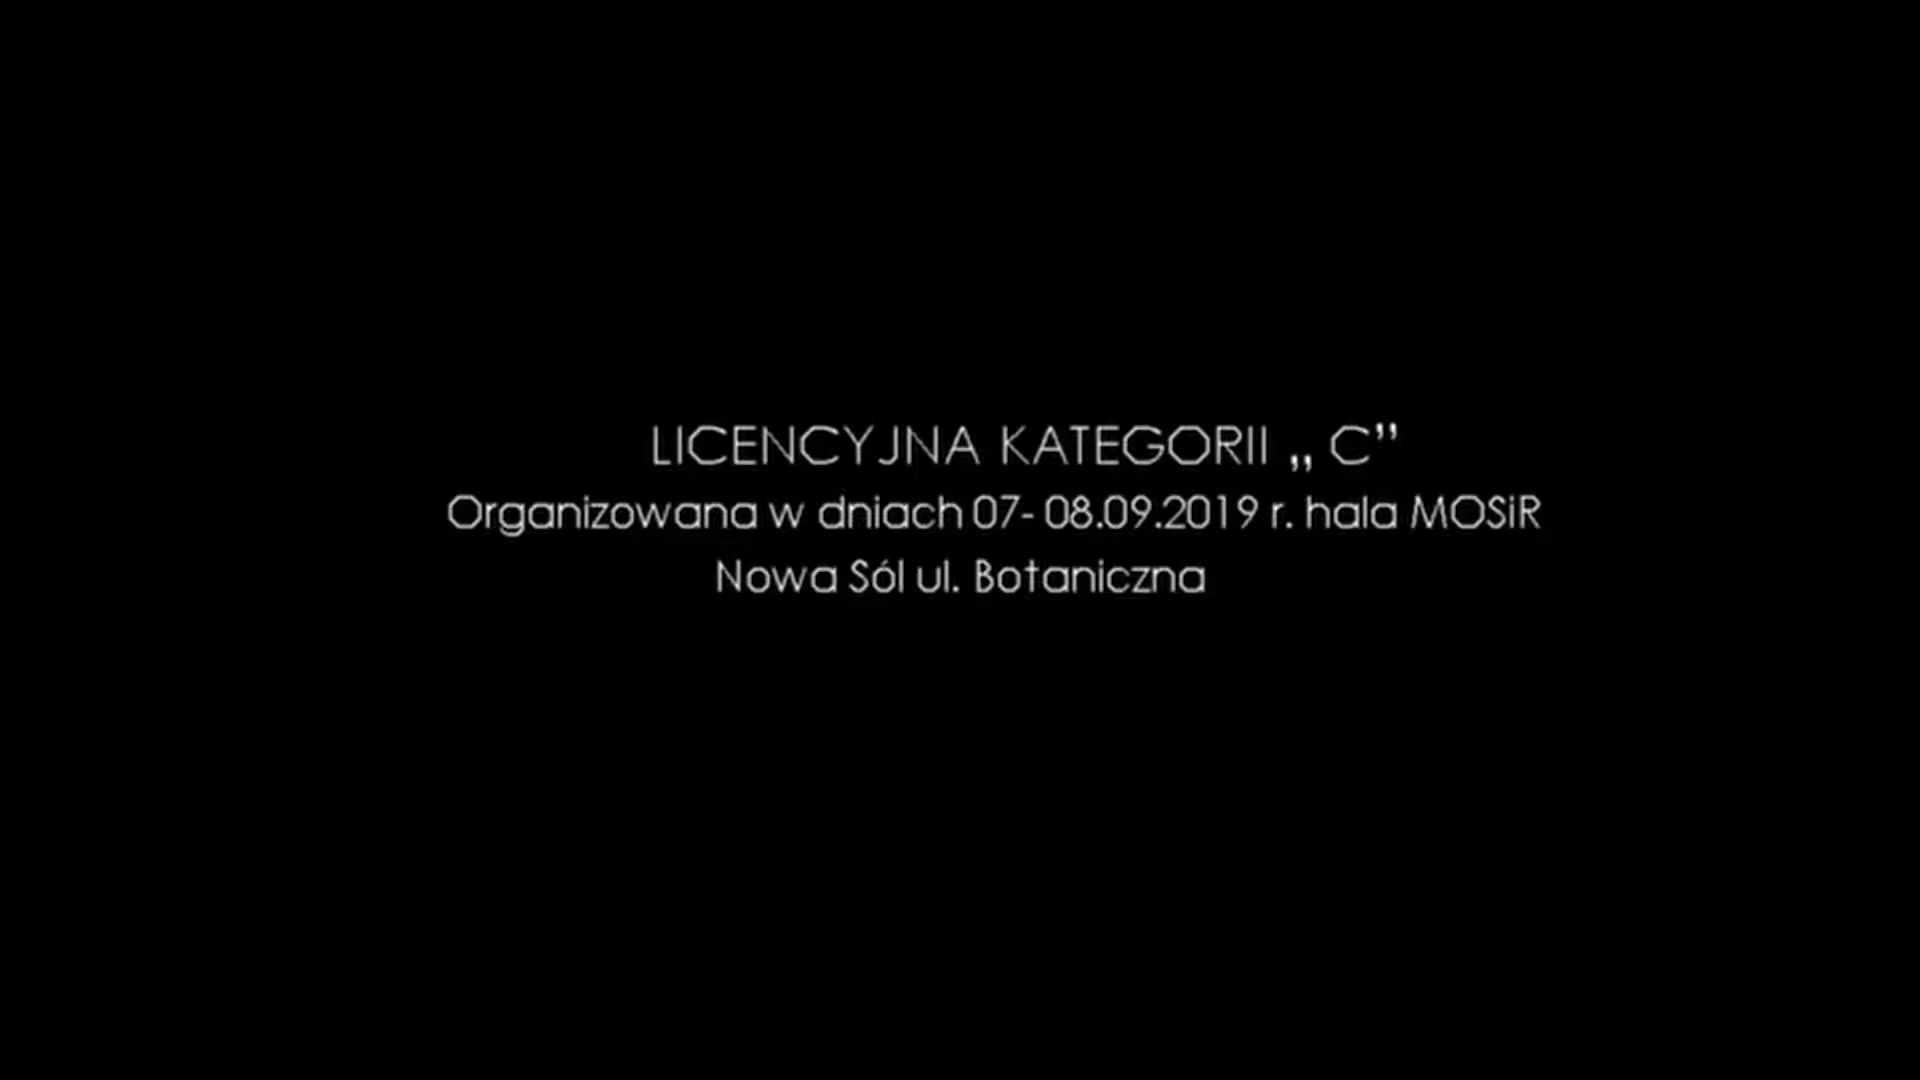 LICENCYJNA KATEGORII „ C”
Organizowana w dniach 07- 08.09.2019 r. hala MOSiR
Nowa Sól ul. Botaniczna